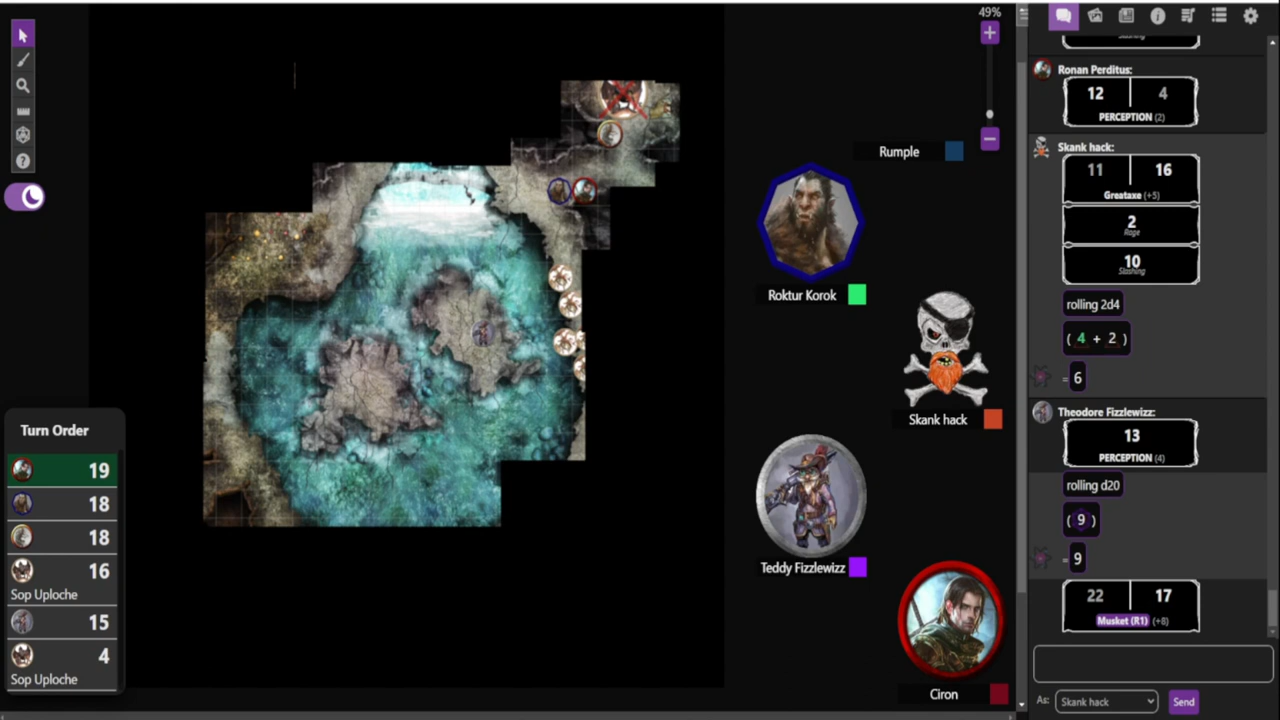 49%
Rumple
Roktur Korok
Skank hack
Teddy Fizzlewizz
Ciron
Turn Order
19
18
18
16
Sop Uploche
15
4
Sop Uploche
Ronan Perditus:
12 4
PERCEPTION (2)
Skank hack:
11 16
Greataxe (+5)
2
Rage
10
Slashing
rolling 2d4
( 4 + 2 )
= 6
Theodore Fizzlewizz:
13
PERCEPTION (4)
rolling d20
( 9 )
= 9
22 17
Musket (R1) (+8)
As: Skank hack Send